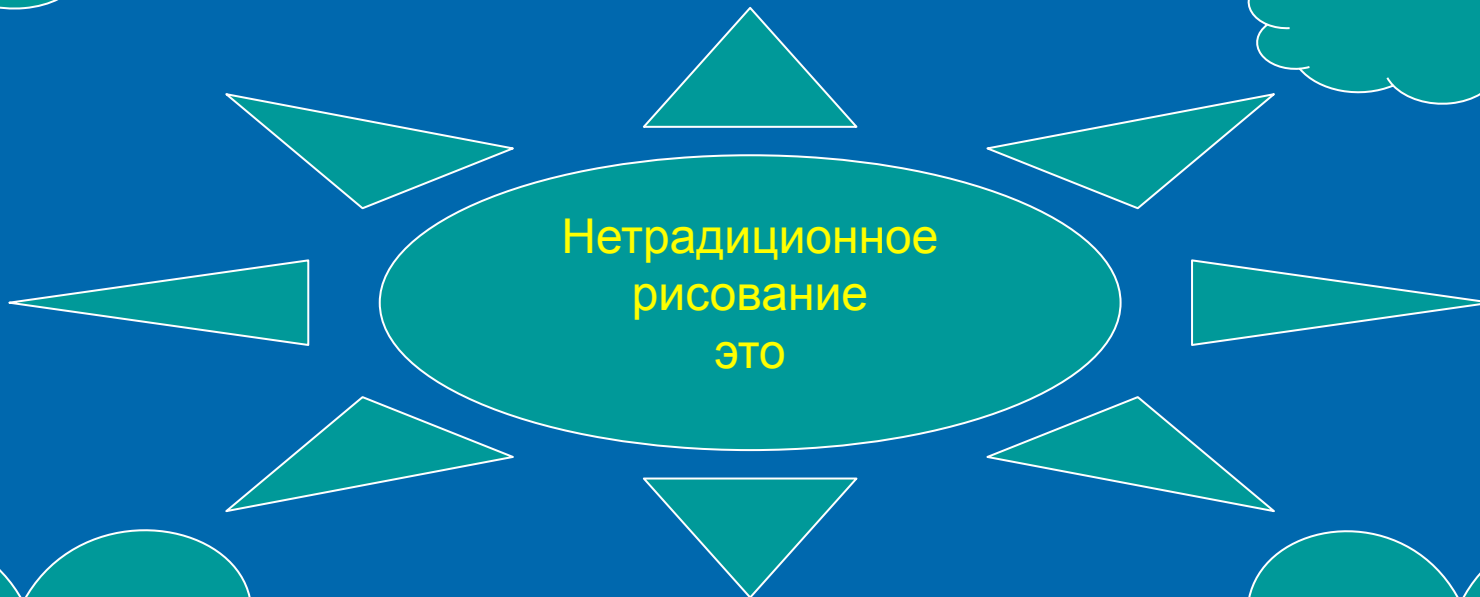 Нетрадиционное
рисование
это